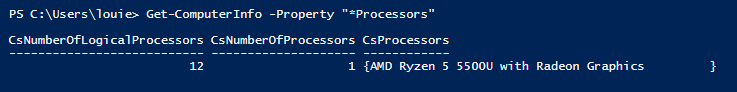 PS C:\Users\louie> Get-ComputerInfo -Property "*Processors"
CsNumberOfLogicalProcessors CsNumberOfProcessors CsProcessors
--------------------------- -------------------- ------------
                         12                    1 {AMD Ryzen 5 5500U with Radeon Graphics         }